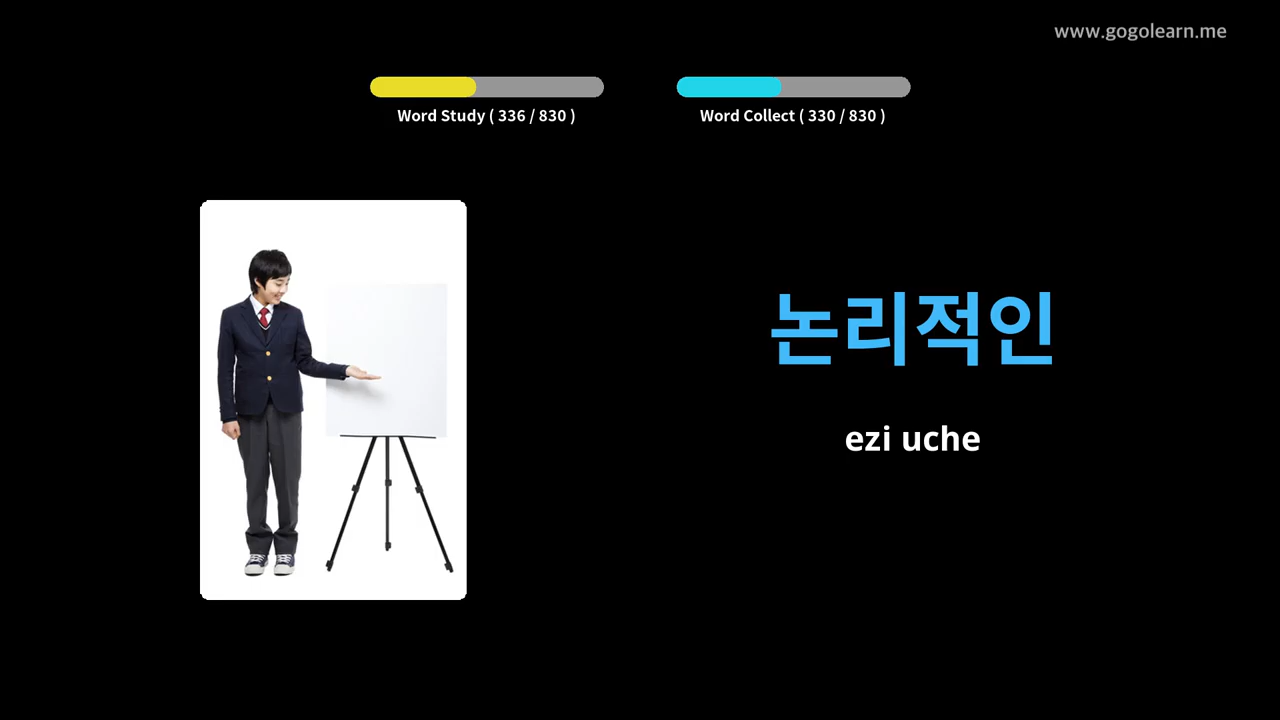 www.gogolearn.me
Word Study ( 336 / 830 )
Word Collect ( 330 / 830 )
논리적인
ezi uche